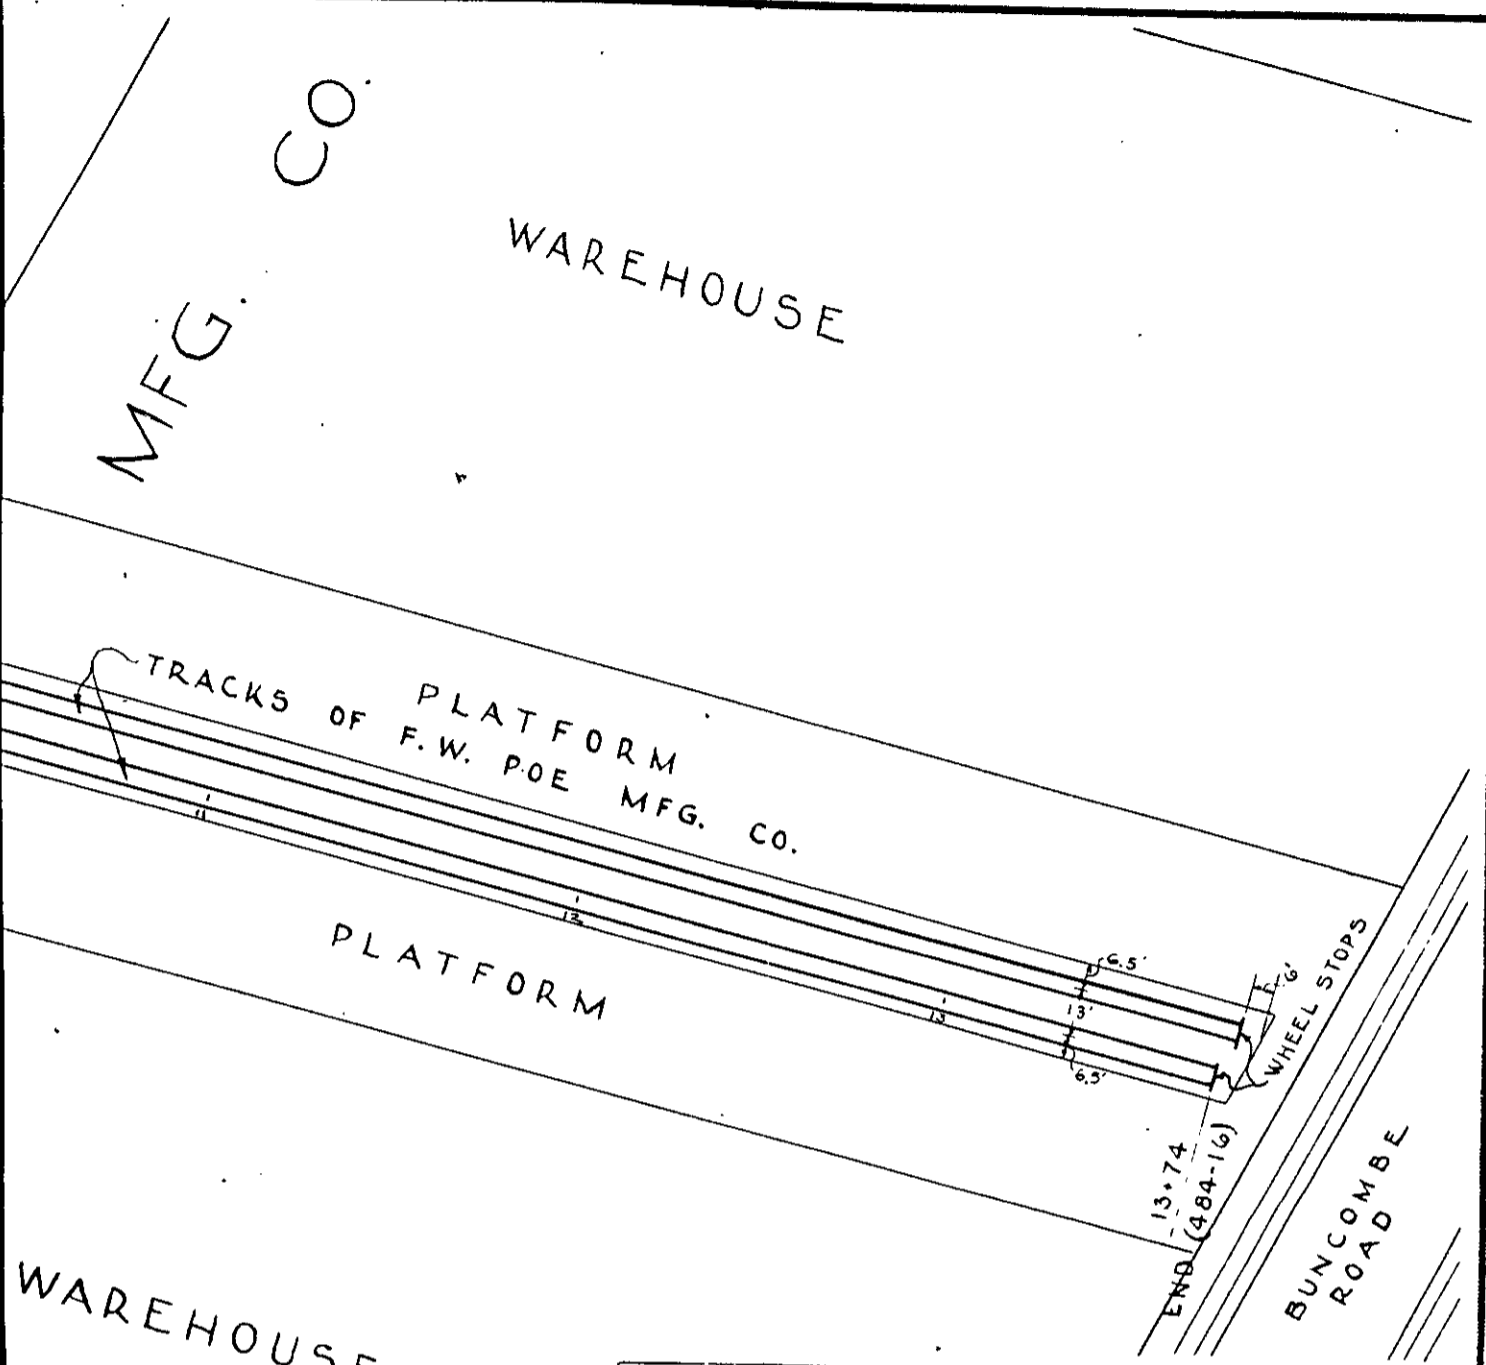 MFG. CO.
WAREHOUSE
PLATFORM
TRACKS OF F.W. POE MFG. CO.
11
12
13
PLATFORM
6.5'
13'
6.5'
6'
WHEEL STOPS
13+74
END (484-16)
BUNCOMBE
ROAD
WAREHOUSE